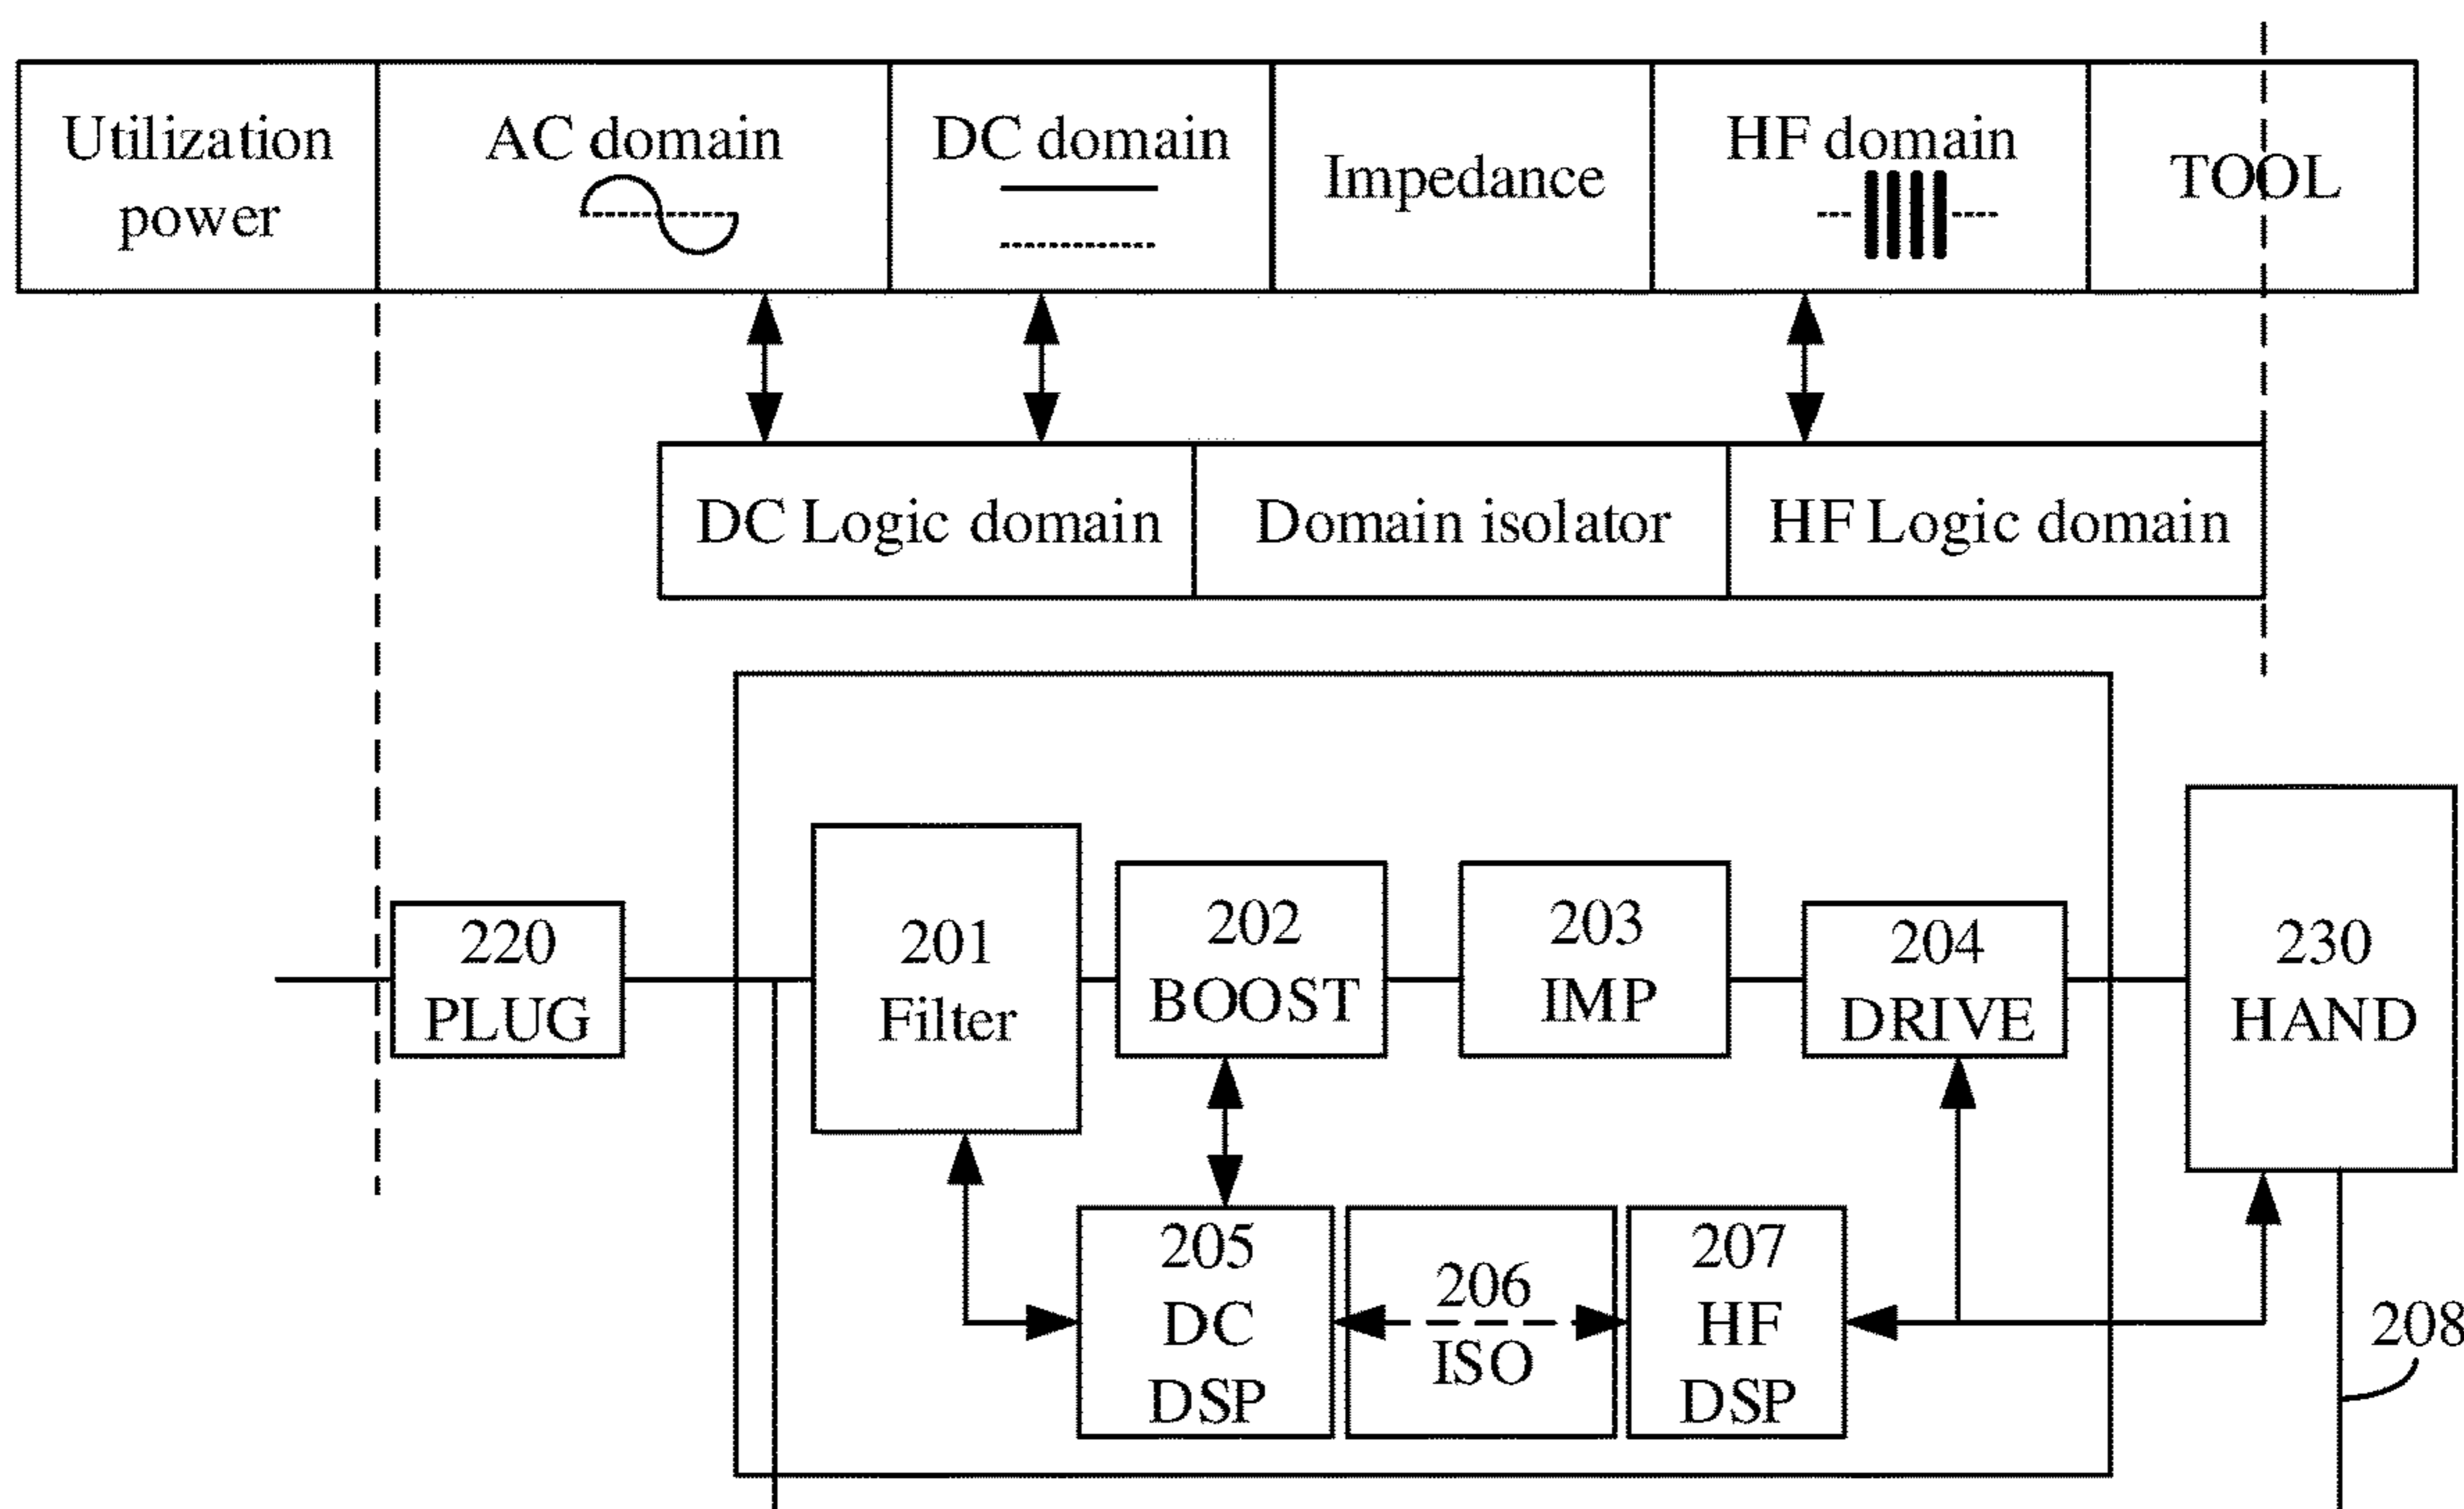 Utilization
power
AC domain
DC domain
Impedance
HF domain
TOOL
DC Logic domain
Domain isolator
HF Logic domain
220
PLUG
201
Filter
202
BOOST
203
IMP
204
DRIVE
230
HAND
205
DC
DSP
206
ISO
207
HF
DSP
208